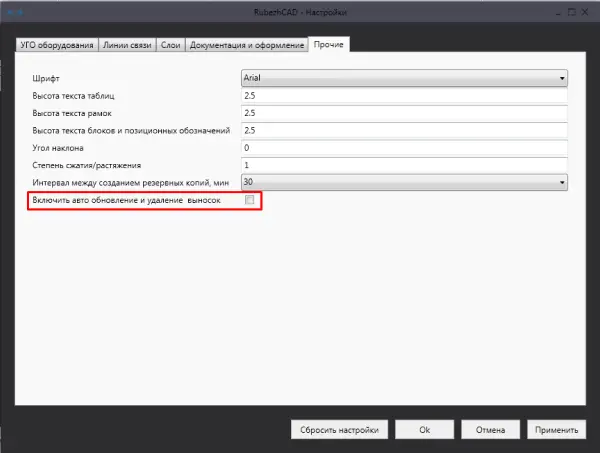 RubezhCAD - Настройки
УГО оборудования Линии связи Слои Документация и оформление Прочие
Шрифт Arial
Высота текста таблиц 2.5
Высота текста рамок 2.5
Высота текста блоков и позиционных обозначений 2.5
Угол наклона 0
Степень сжатия/растяжения 1
Интервал между созданием резервных копий, мин 30
Включить авто обновление и удаление выносок
Сбросить настройки Ok Отмена Применить